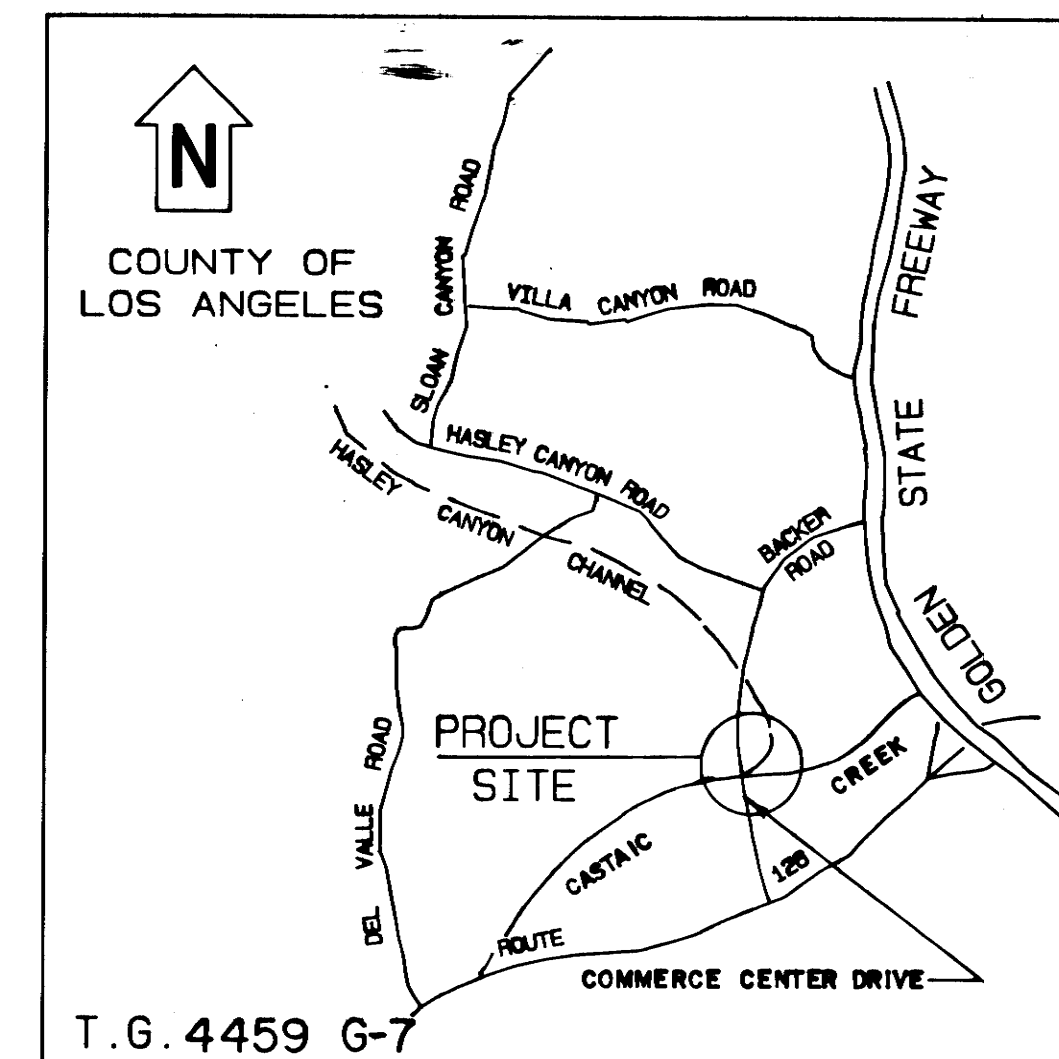 N
COUNTY OF
LOS ANGELES
SLOAN CANYON ROAD
VILLA CANYON ROAD
GOLDEN STATE FREEWAY
HASLEY CANYON ROAD
HASLEY CANYON CHANNEL
BACKER
ROAD
PROJECT
SITE
DEL VALLE ROAD
CASTAIC CREEK
ROUTE 126
COMMERCE CENTER DRIVE
T.G. 4459 G-7